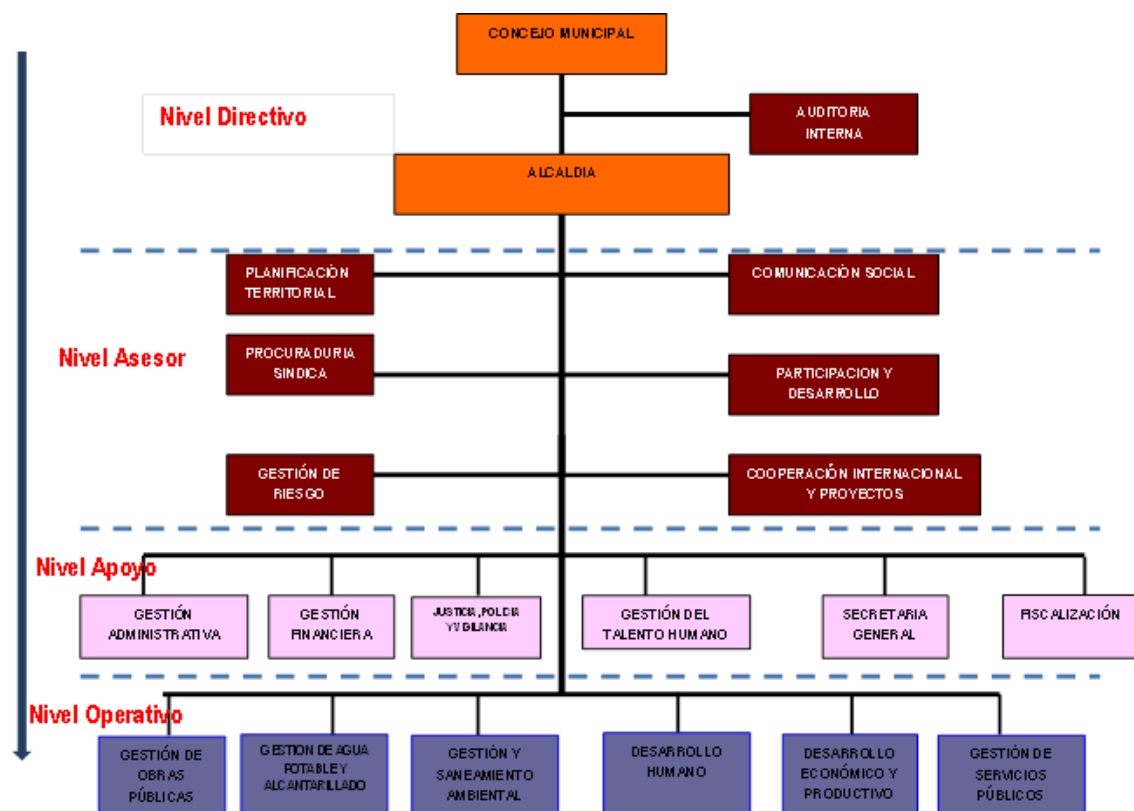 CONCEJO MUNICIPAL
Nivel Directivo
AUDITORIA
INTERNA
ALCALDIA
PLANIFICACIÓN
TERRITORIAL
COMUNICACIÓN SOCIAL
Nivel Asesor
PROCURADURIA
SINDICA
PARTICIPACION Y
DESARROLLO
GESTIÓN DE
RIESGO
COOPERACIÓN INTERNACIONAL
Y PROYECTOS
Nivel Apoyo
GESTIÓN
ADMINISTRATIVA
GESTIÓN
FINANCIERA
JUSTICIA, POLICIA
Y VIGILANCIA
GESTIÓN DEL
TALENTO HUMANO
SECRETARIA
GENERAL
FISCALIZACIÓN
Nivel Operativo
GESTIÓN DE
OBRAS
PÚBLICAS
GESTION DE AGUA
POTABLE Y
ALCANTARILLADO
GESTIÓN Y
SANEAMIENTO
AMBIENTAL
DESARROLLO
HUMANO
DESARROLLO
ECONÓMICO Y
PRODUCTIVO
GESTIÓN DE
SERVICIOS
PÚBLICOS